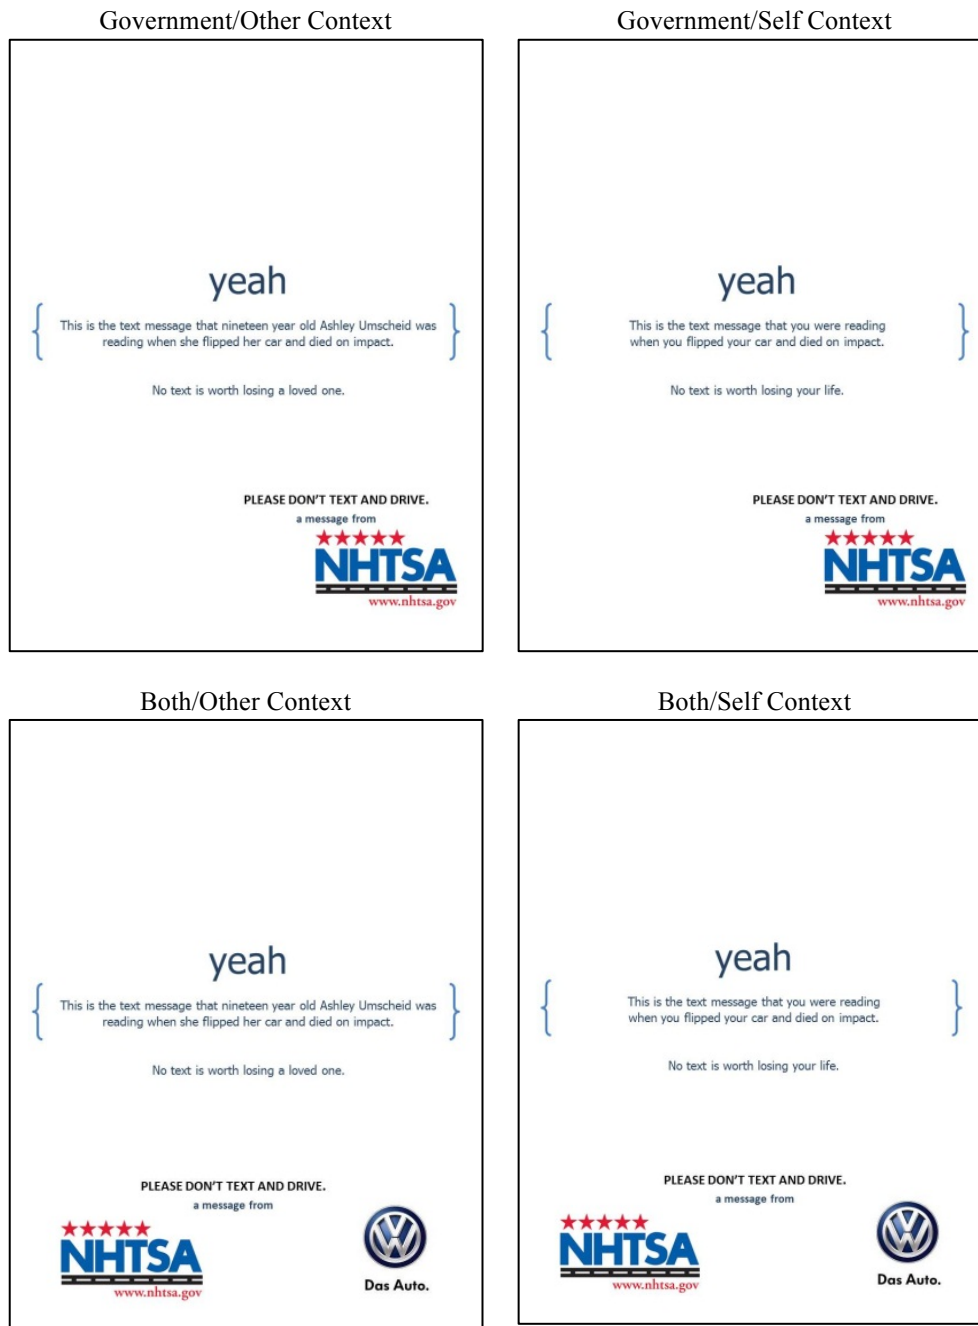 Government/Other Context
yeah
{ This is the text message that nineteen year old Ashley Umscheid was }
reading when she flipped her car and died on impact.
No text is worth losing a loved one.
PLEASE DON'T TEXT AND DRIVE.
a message from
NHTSA
www.nhtsa.gov
Government/Self Context
yeah
{ This is the text message that you were reading }
when you flipped your car and died on impact.
No text is worth losing your life.
PLEASE DON'T TEXT AND DRIVE.
a message from
NHTSA
www.nhtsa.gov
Both/Other Context
yeah
{ This is the text message that nineteen year old Ashley Umscheid was }
reading when she flipped her car and died on impact.
No text is worth losing a loved one.
PLEASE DON'T TEXT AND DRIVE.
a message from
NHTSA
www.nhtsa.gov
VW
Das Auto.
Both/Self Context
yeah
{ This is the text message that you were reading }
when you flipped your car and died on impact.
No text is worth losing your life.
PLEASE DON'T TEXT AND DRIVE.
a message from
NHTSA
www.nhtsa.gov
VW
Das Auto.